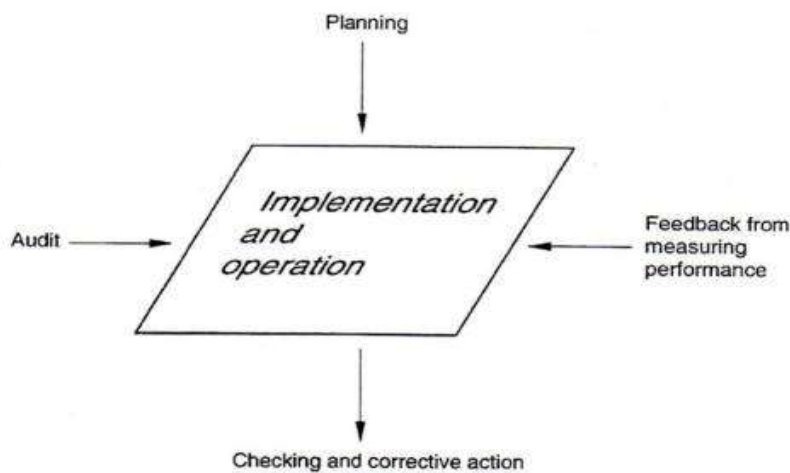 Planning
Implementation
and
operation
Audit
Feedback from
measuring
performance
Checking and corrective action